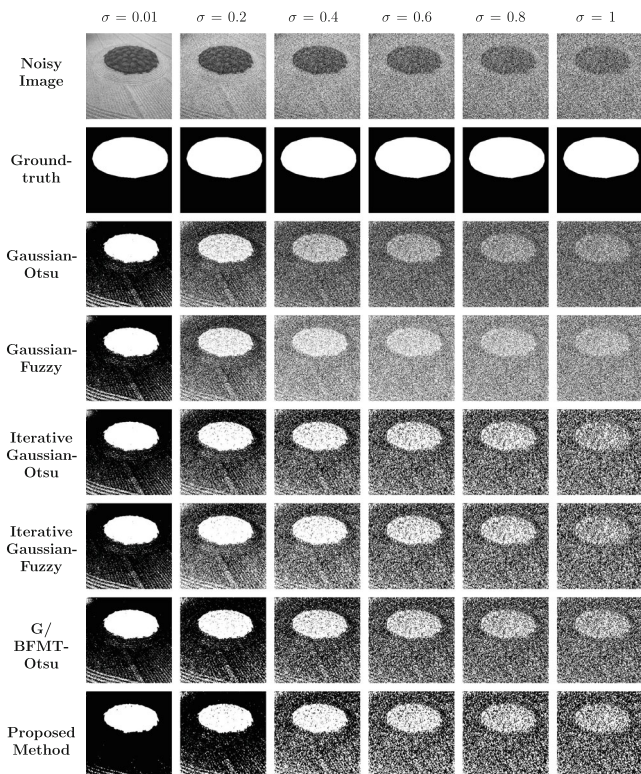 σ = 0.01 σ = 0.2 σ = 0.4 σ = 0.6 σ = 0.8 σ = 1
Noisy
Image
Ground-
truth
Gaussian-
Otsu
Gaussian-
Fuzzy
Iterative
Gaussian-
Otsu
Iterative
Gaussian-
Fuzzy
G/
BFMT-
Otsu
Proposed
Method